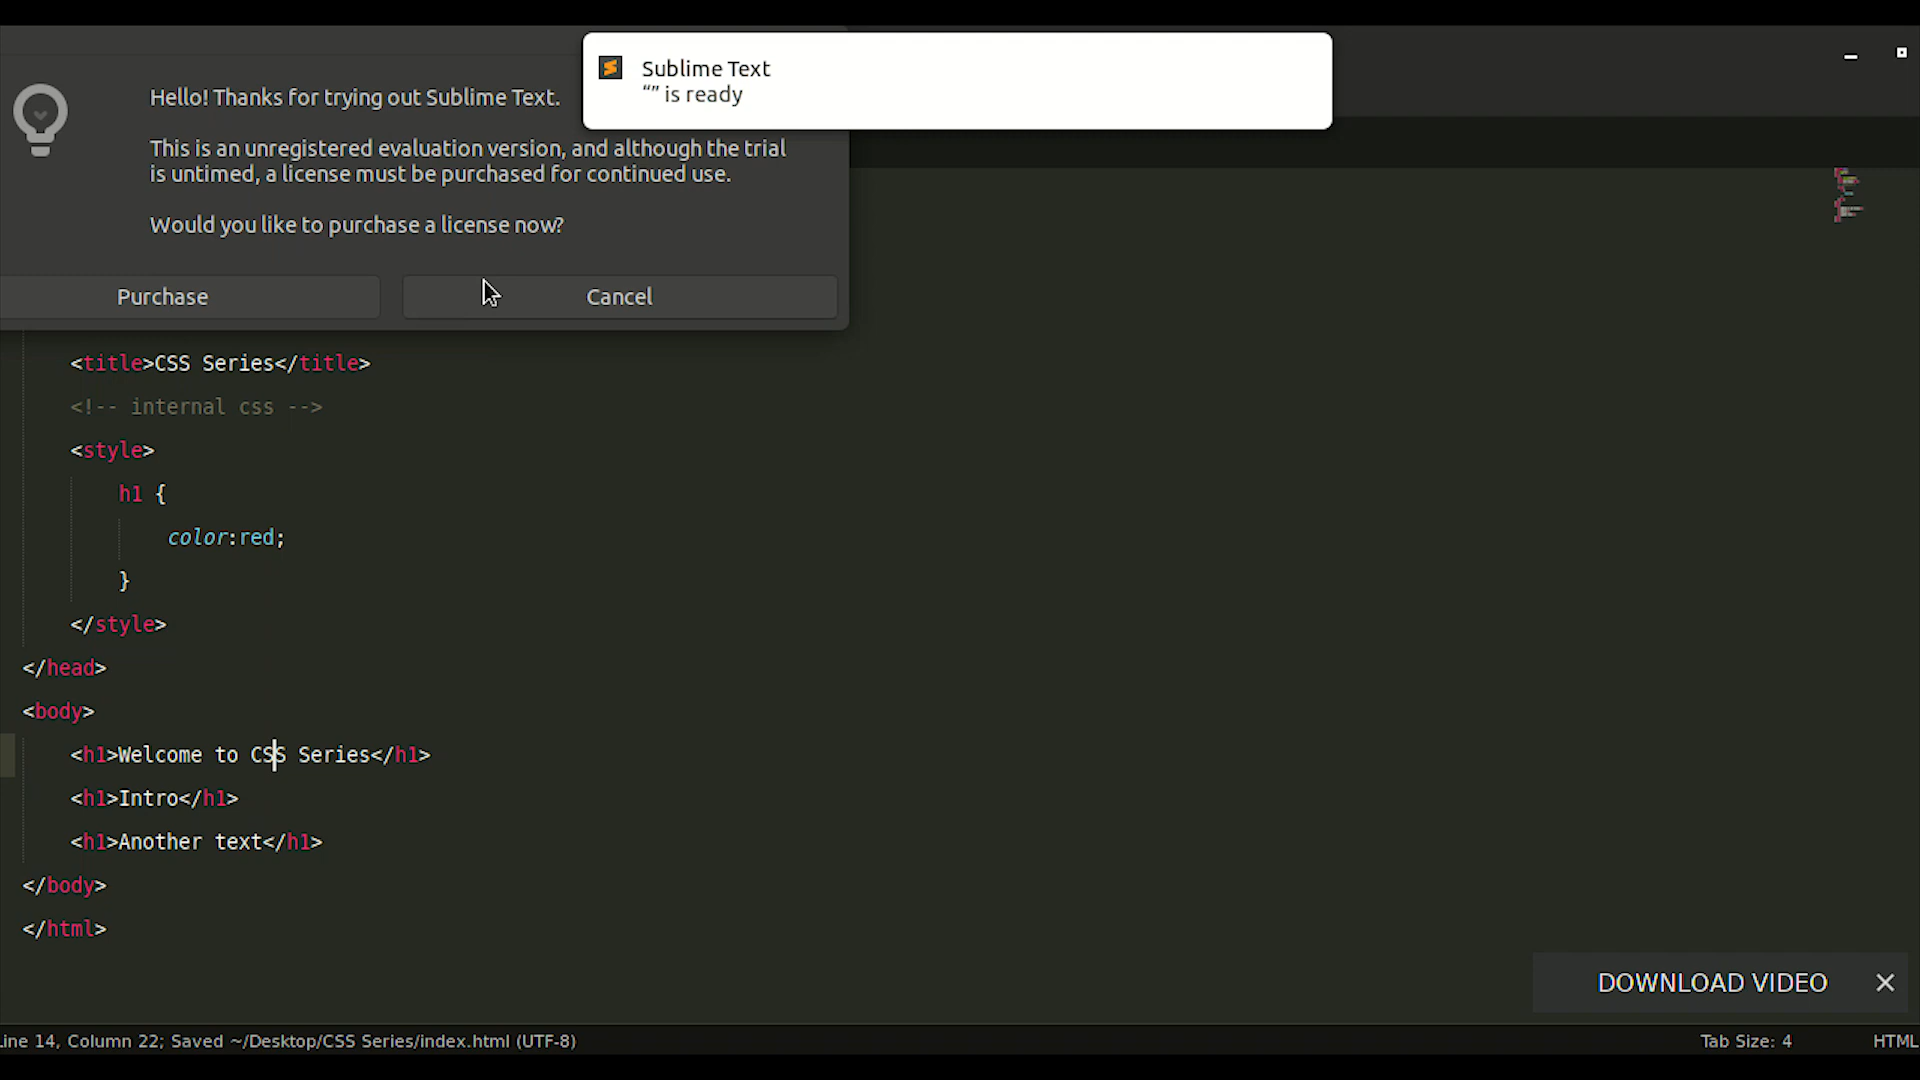 Sublime Text
“” is ready
Hello! Thanks for trying out Sublime Text.
This is an unregistered evaluation version, and although the trial
is untimed, a license must be purchased for continued use.
Would you like to purchase a license now?
Purchase
Cancel
<title>CSS Series</title>
<!-- internal css -->
<style>
h1 {
color:red;
}
</style>
</head>
<body>
<h1>Welcome to CSS Series</h1>
<h1>Intro</h1>
<h1>Another text</h1>
</body>
</html>
DOWNLOAD VIDEO
Line 14, Column 22; Saved ~/Desktop/CSS Series/index.html (UTF-8)
Tab Size: 4
HTML